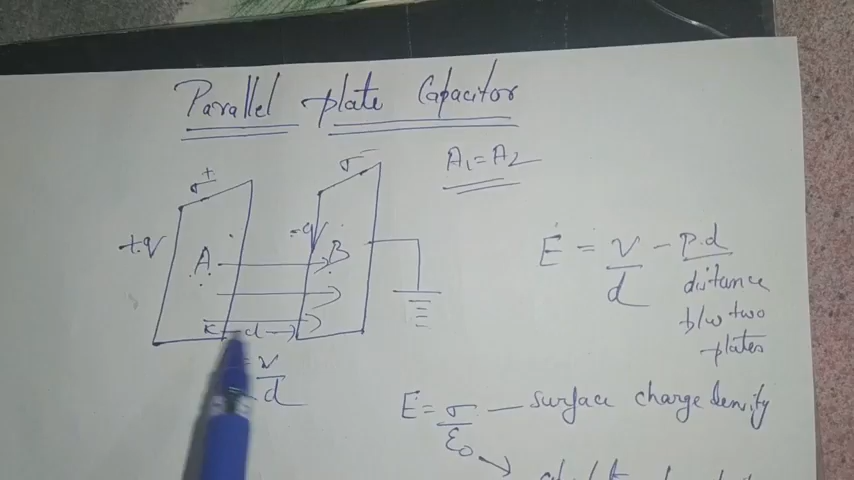 Parallel plate Capacitor
σ+ σ- A1=A2
+q A -q B
E = V/d - p.d
distance
b/w two
plates
K-d->
= V/d
E = σ/ε0 — surface charge density